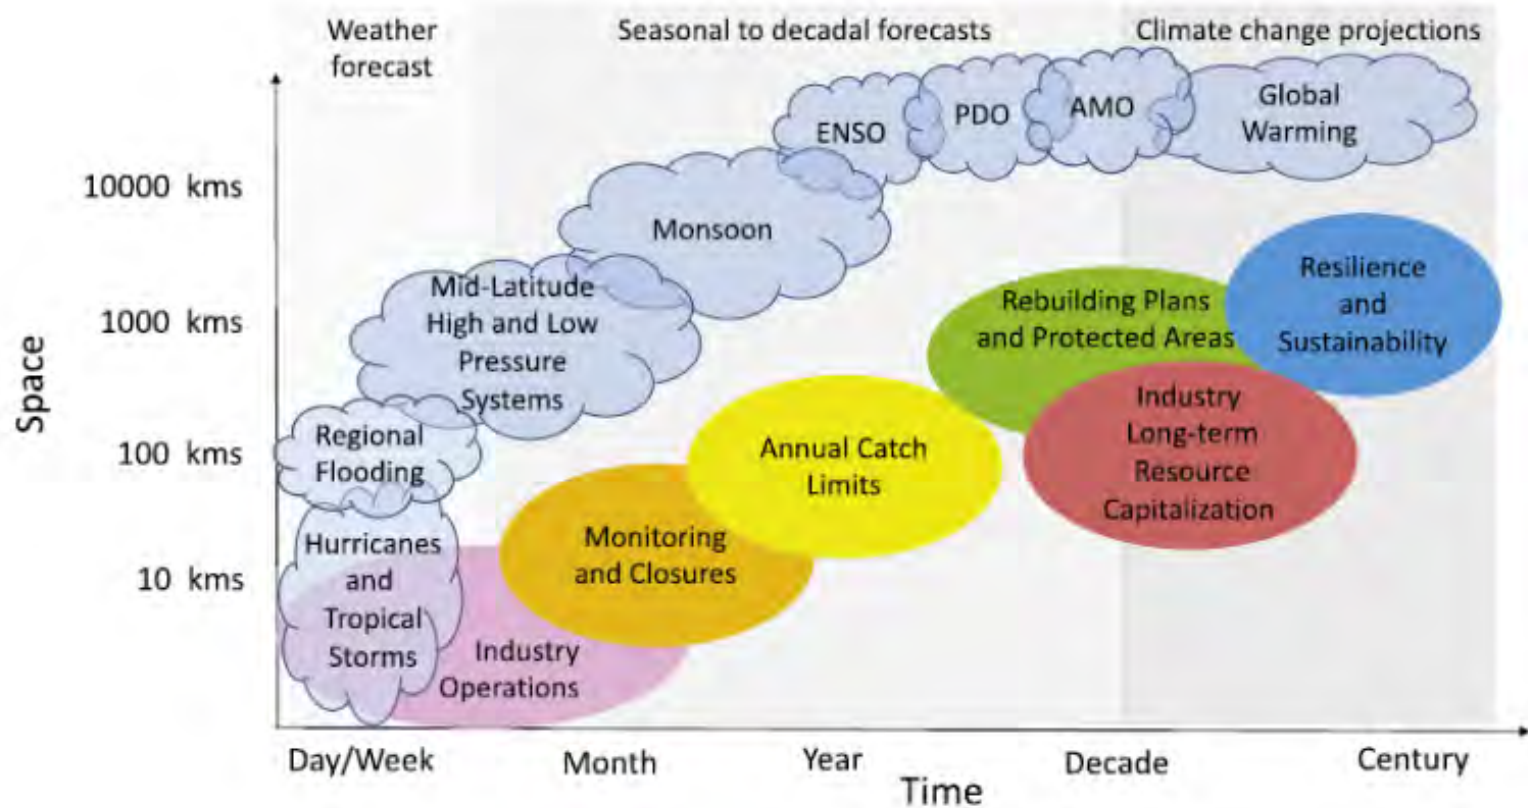 Weather
forecast
Seasonal to decadal forecasts
Climate change projections
ENSO
PDO
AMO
Global
Warming
10000 kms
Monsoon
Mid-Latitude
High and Low
Pressure
Systems
1000 kms
Rebuilding Plans
and Protected Areas
Resilience
and
Sustainability
Space
Regional
Flooding
100 kms
Annual Catch
Limits
Industry
Long-term
Resource
Capitalization
Hurricanes
and
Tropical
Storms
10 kms
Monitoring
and Closures
Industry
Operations
Day/Week
Month
Year
Decade
Century
Time